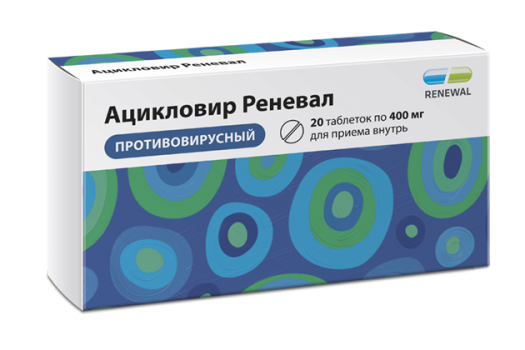 Ацикловир Реневал
Ацикловир Реневал
ПРОТИВОВИРУСНЫЙ
20 таблеток по 400 мг
для приема внутрь
RENEWAL